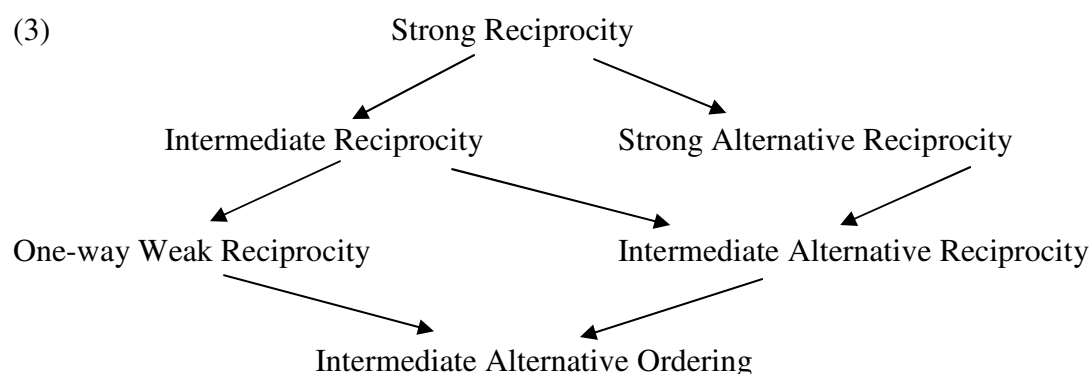 (3) Strong Reciprocity
Intermediate Reciprocity Strong Alternative Reciprocity
One-way Weak Reciprocity Intermediate Alternative Reciprocity
Intermediate Alternative Ordering